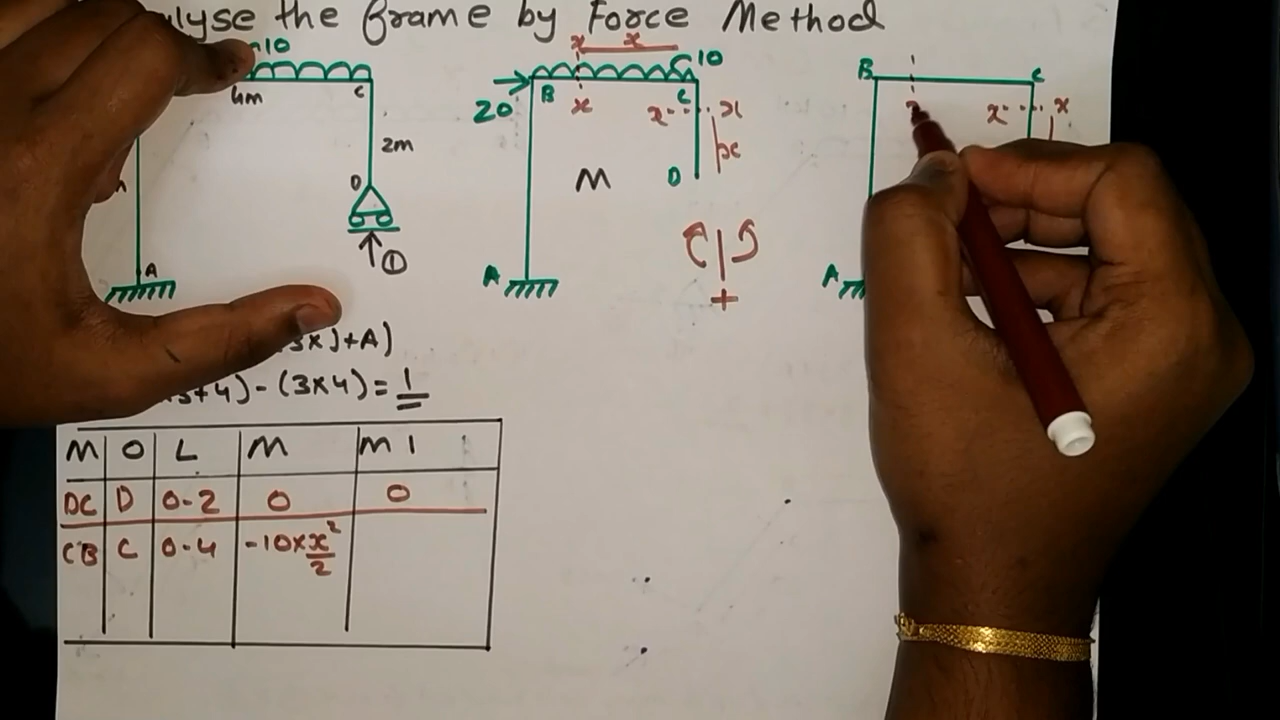 lyse the frame by Force Method
10
4m
C
2m
D
A
①
20
x
x
10
B
x
C
x
x
x
D
M
A
+
B
C
x
x
A
3x)+A)
3+4) - (3x4) = 1
M O L M M1
DC D 0-2 0 0
CB C 0-4 -10 x x²/2